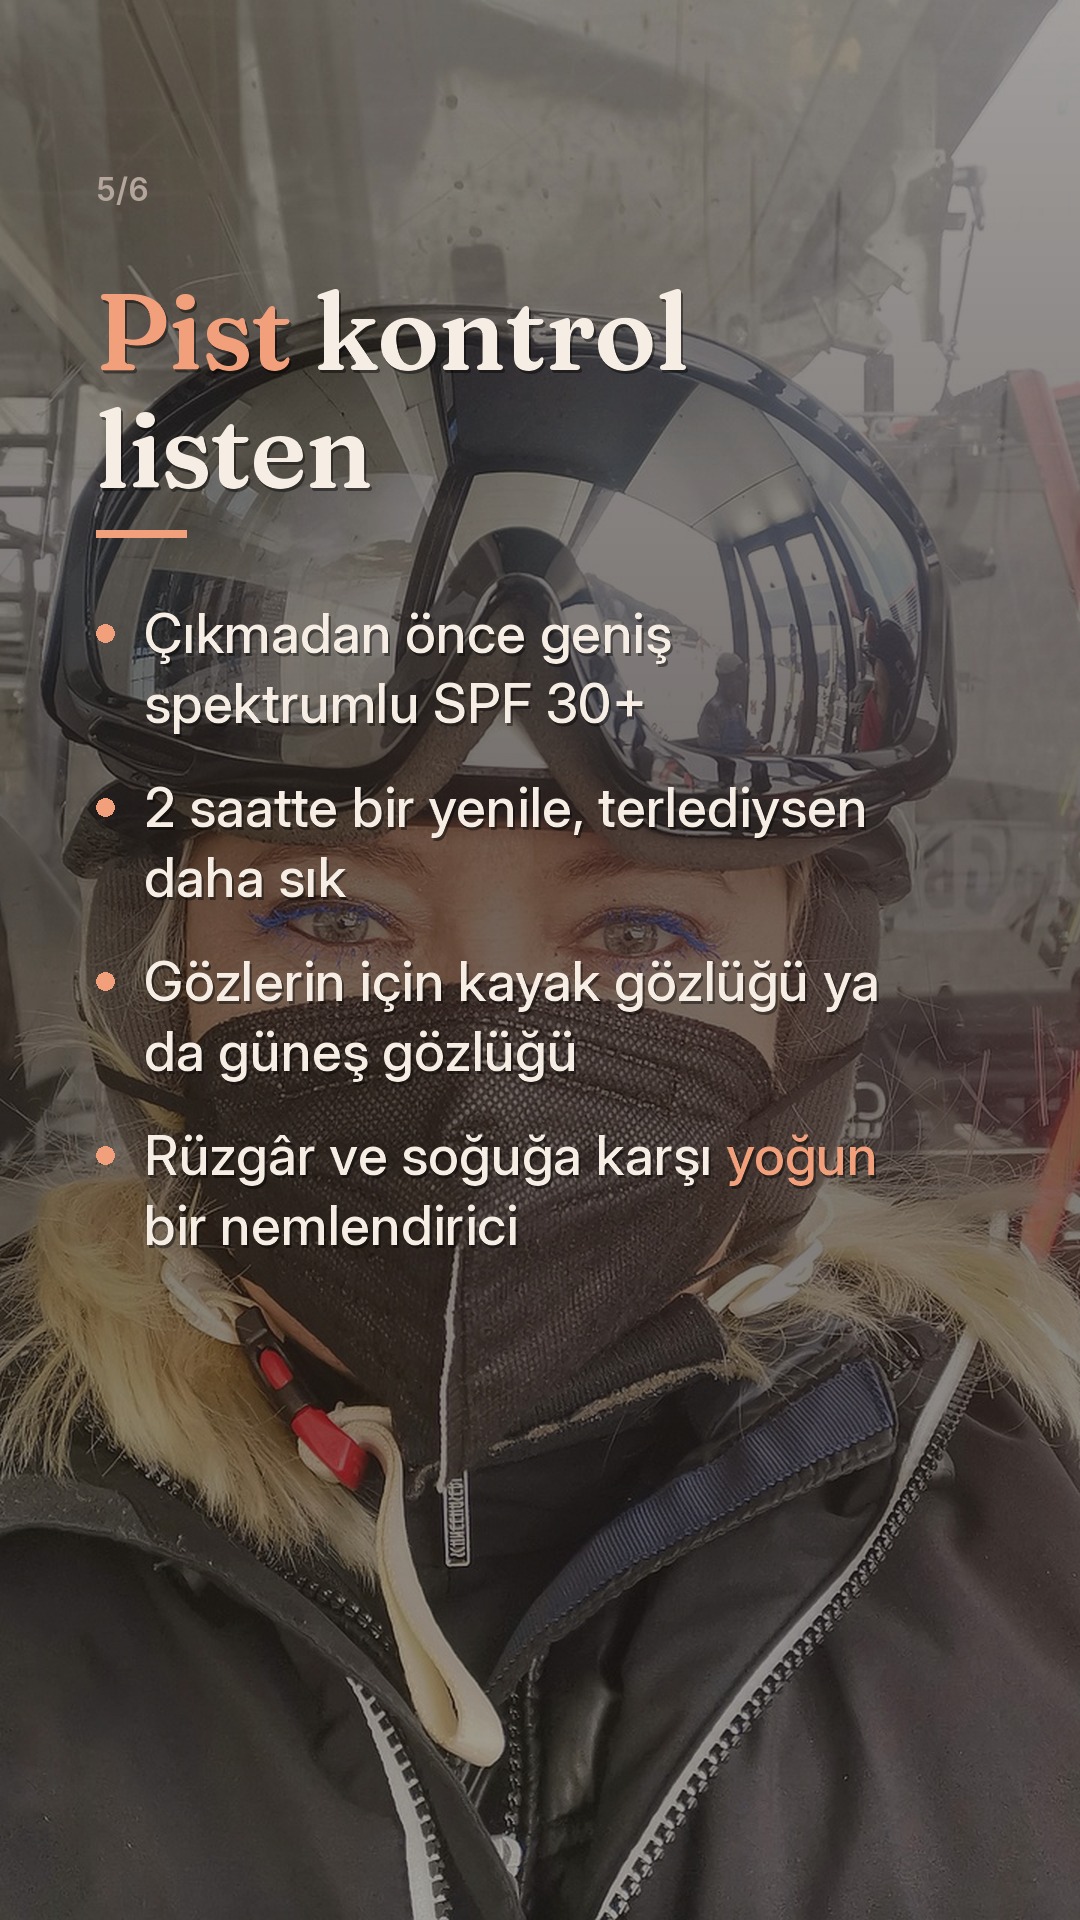 5/6
Pist kontrol
listen
Çıkmadan önce geniş
spektrumlu SPF 30+
2 saatte bir yenile, terlediysen
daha sık
Gözlerin için kayak gözlüğü ya
da güneş gözlüğü
Rüzgâr ve soğuğa karşı yoğun
bir nemlendirici